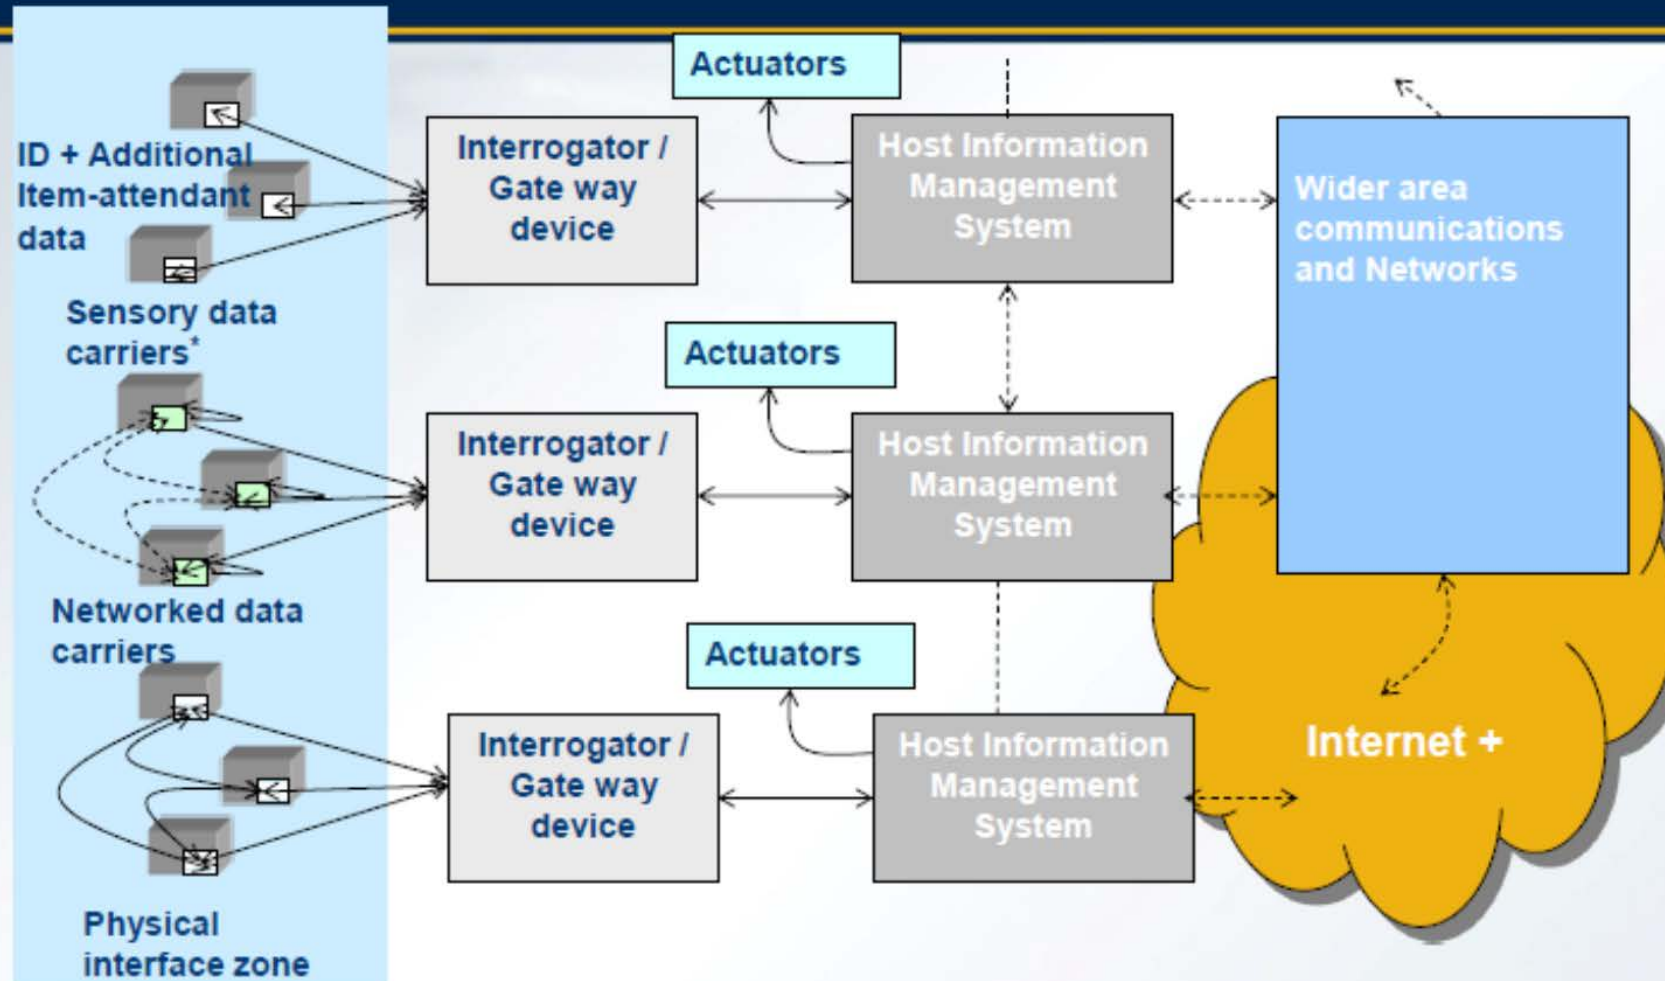 ID + Additional
Item-attendant
data
Sensory data
carriers*
Networked data
carriers
Physical
interface zone
Actuators
Interrogator /
Gate way
device
Host Information
Management
System
Wider area
communications
and Networks
Actuators
Interrogator /
Gate way
device
Host Information
Management
System
Actuators
Interrogator /
Gate way
device
Host Information
Management
System
Internet +